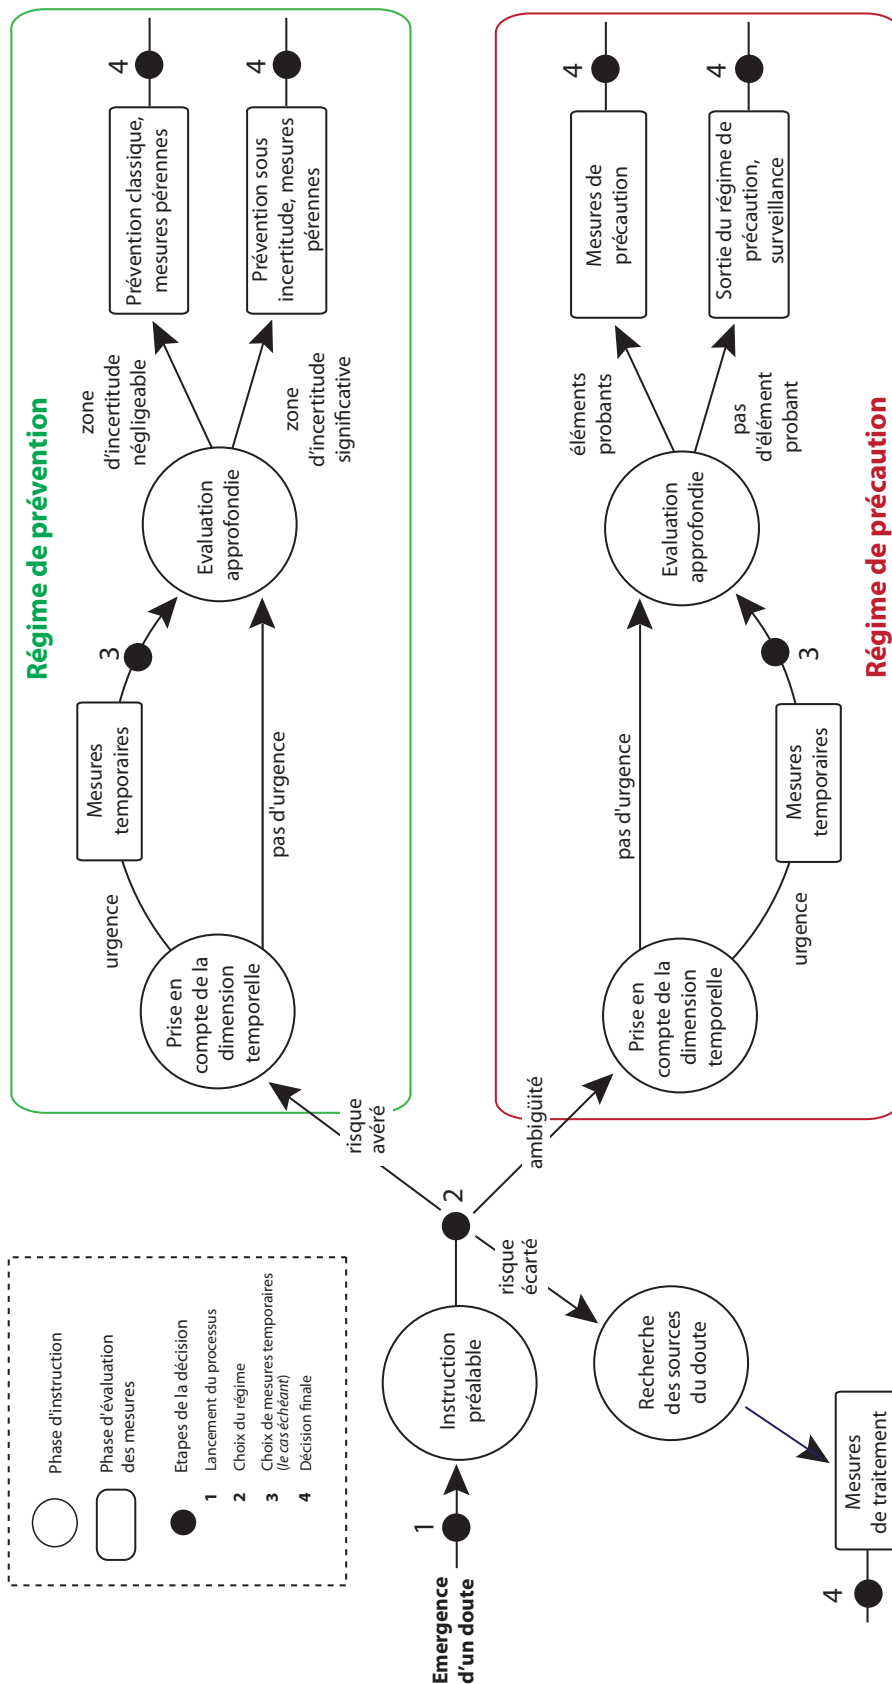 Phase d'instruction
Phase d'évaluation
des mesures
Etapes de la décision
1 Lancement du processus
2 Choix du régime
3 Choix de mesures temporaires
(le cas échéant)
4 Décision finale
Emergence
d'un doute
1
Instruction
préalable
2
risque
avéré
ambigüité
risque
écarté
Recherche
des sources
du doute
Mesures
de traitement
4
Régime de prévention
Prise en
compte de la
dimension
temporelle
urgence
Mesures
temporaires
3
pas d'urgence
Evaluation
approfondie
zone
d'incertitude
négligeable
Prévention classique,
mesures pérennes
4
zone
d'incertitude
significative
Prévention sous
incertitude, mesures
pérennes
4
Prise en
compte de la
dimension
temporelle
pas d'urgence
urgence
Mesures
temporaires
3
Evaluation
approfondie
éléments
probants
Mesures de
précaution
4
pas
d'élément
probant
Sortie du régime de
précaution,
surveillance
4
Régime de précaution